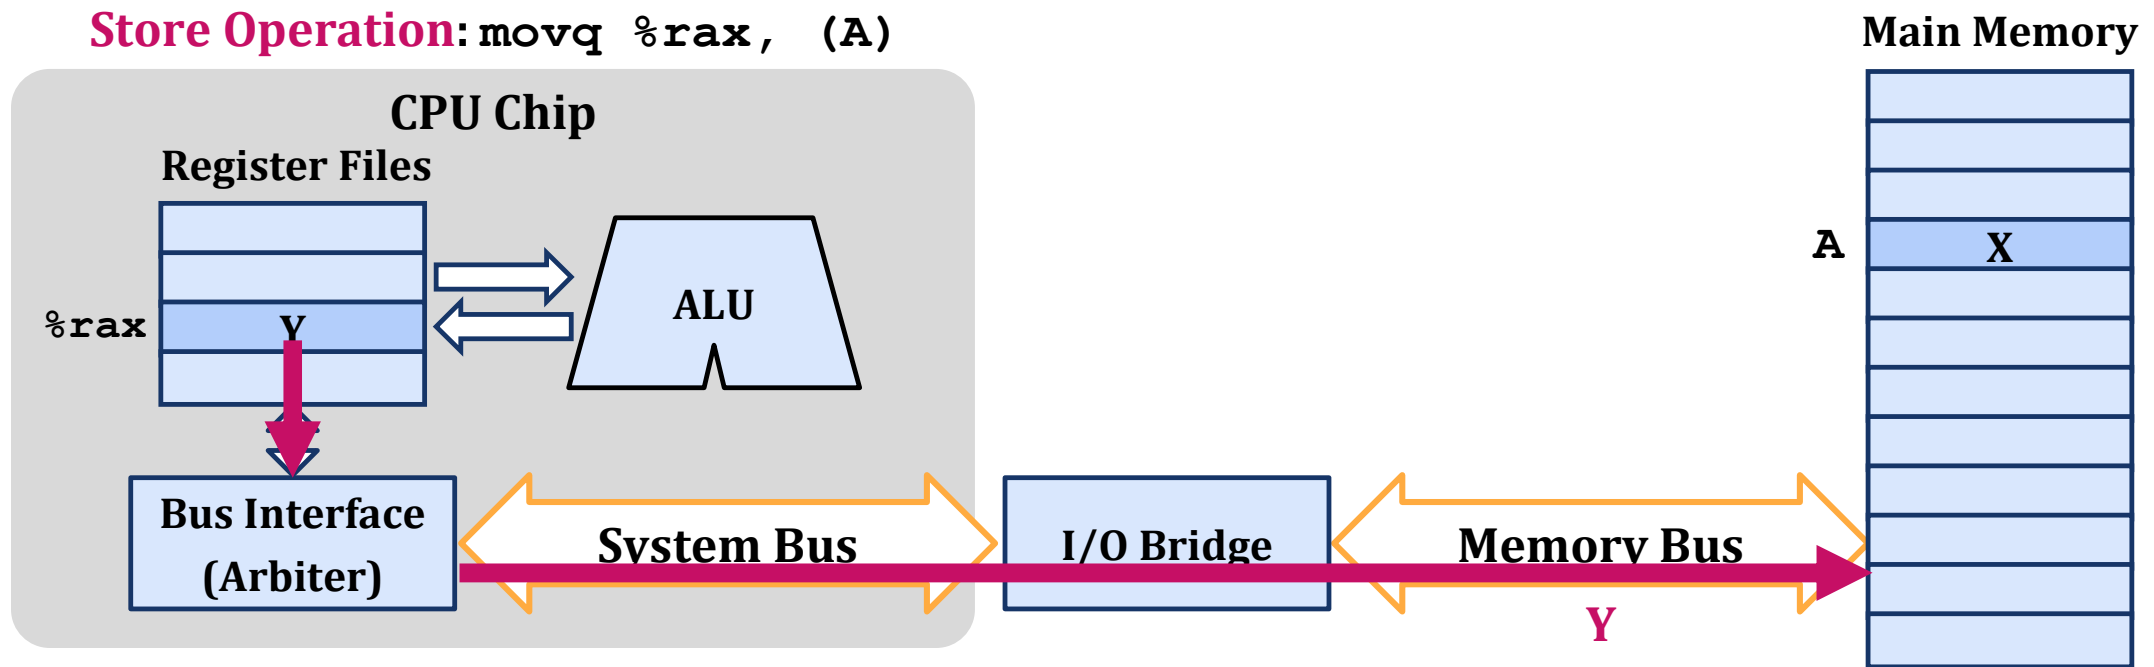 Store Operation: movq %rax, (A)
Main Memory
CPU Chip
Register Files
A
X
%rax
Y
ALU
Bus Interface
(Arbiter)
System Bus
I/O Bridge
Memory Bus
Y